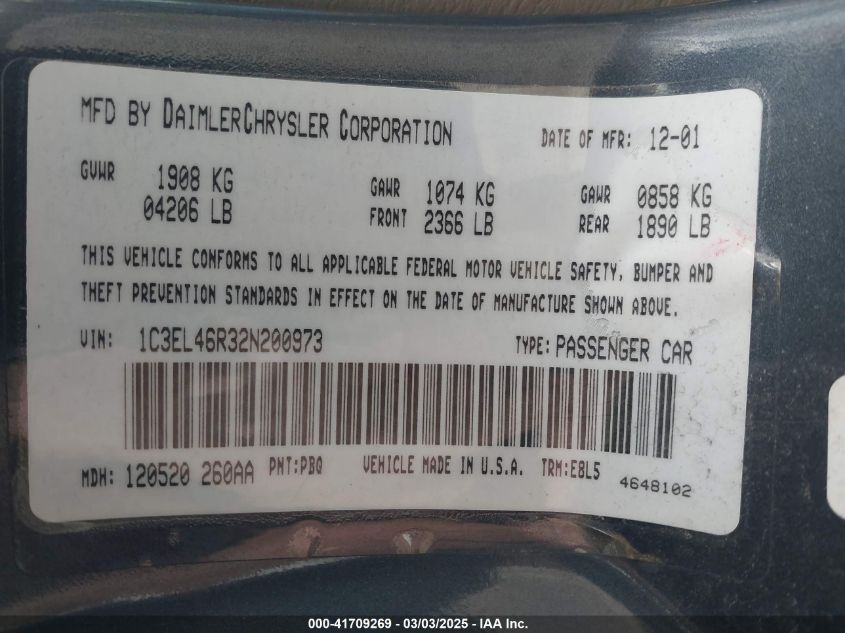 MFD BY DAIMLERCHRYSLER CORPORATION DATE OF MFR: 12-01
GVWR 1908 KG GAWR 1074 KG GAWR 0858 KG
04206 LB FRONT 2366 LB REAR 1890 LB
THIS VEHICLE CONFORMS TO ALL APPLICABLE FEDERAL MOTOR VEHICLE SAFETY, BUMPER AND
THEFT PREVENTION STANDARDS IN EFFECT ON THE DATE OF MANUFACTURE SHOWN ABOVE.
VIN: 1C3EL46R32N200973 TYPE: PASSENGER CAR
MDH: 120520 260AA PNT:PBQ VEHICLE MADE IN U.S.A. TRM:E8L5
4648102
000-41709269 - 03/03/2025 - IAA Inc.